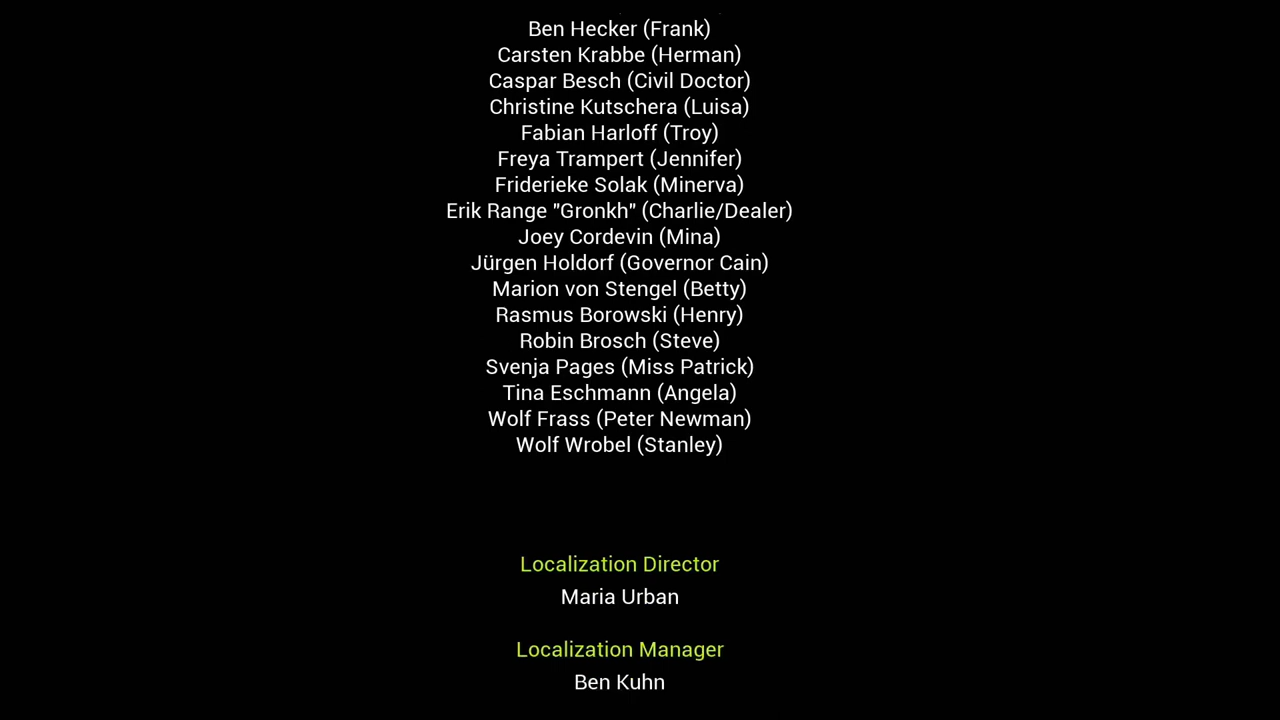 Ben Hecker (Frank)
Carsten Krabbe (Herman)
Caspar Besch (Civil Doctor)
Christine Kutschera (Luisa)
Fabian Harloff (Troy)
Freya Trampert (Jennifer)
Friderieke Solak (Minerva)
Erik Range "Gronkh" (Charlie/Dealer)
Joey Cordevin (Mina)
Jürgen Holdorf (Governor Cain)
Marion von Stengel (Betty)
Rasmus Borowski (Henry)
Robin Brosch (Steve)
Svenja Pages (Miss Patrick)
Tina Eschmann (Angela)
Wolf Frass (Peter Newman)
Wolf Wrobel (Stanley)
Localization Director
Maria Urban
Localization Manager
Ben Kuhn